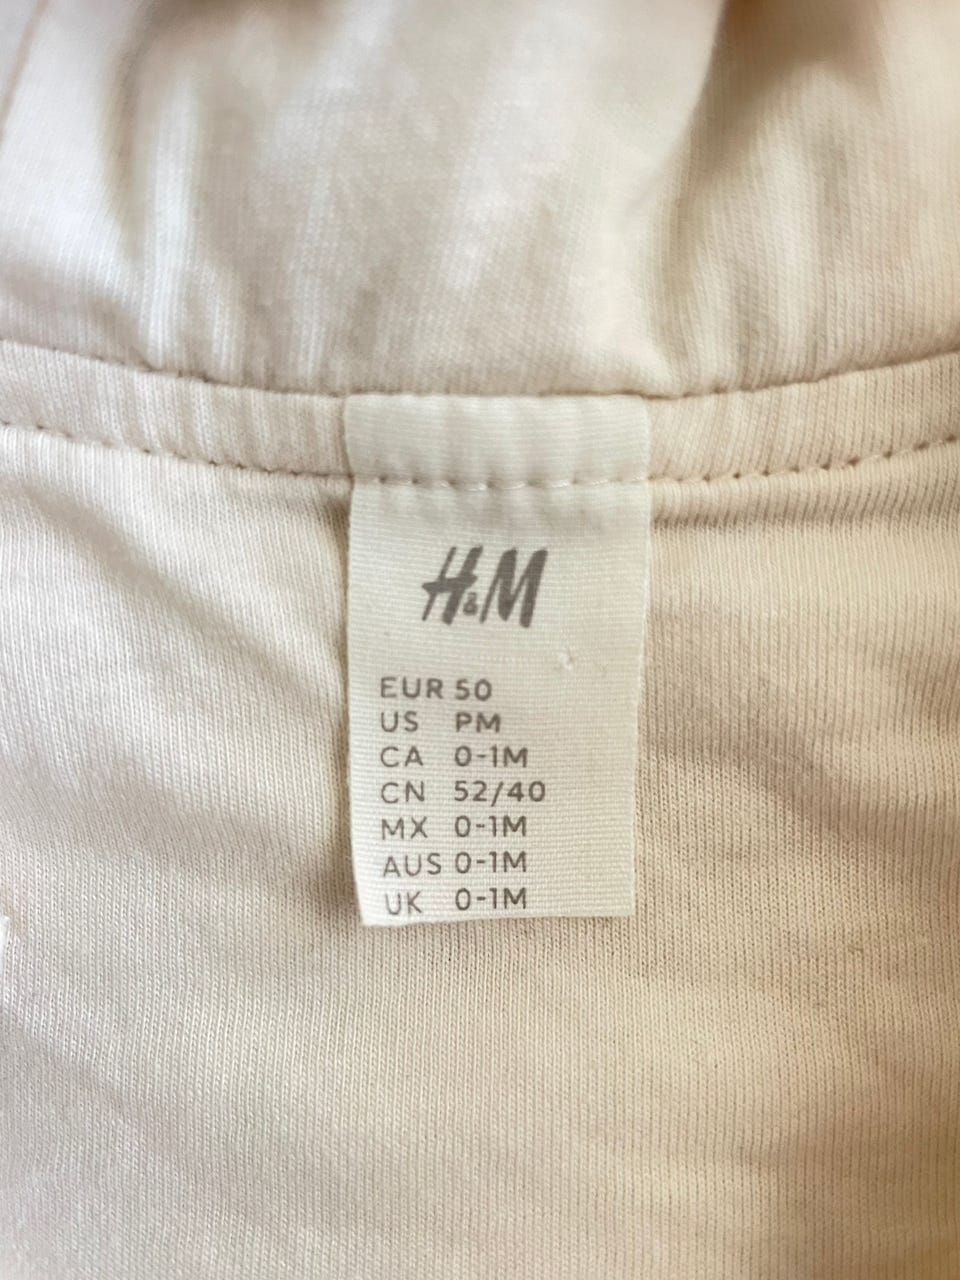 H&M
EUR 50
US PM
CA 0-1M
CN 52/40
MX 0-1M
AUS 0-1M
UK 0-1M